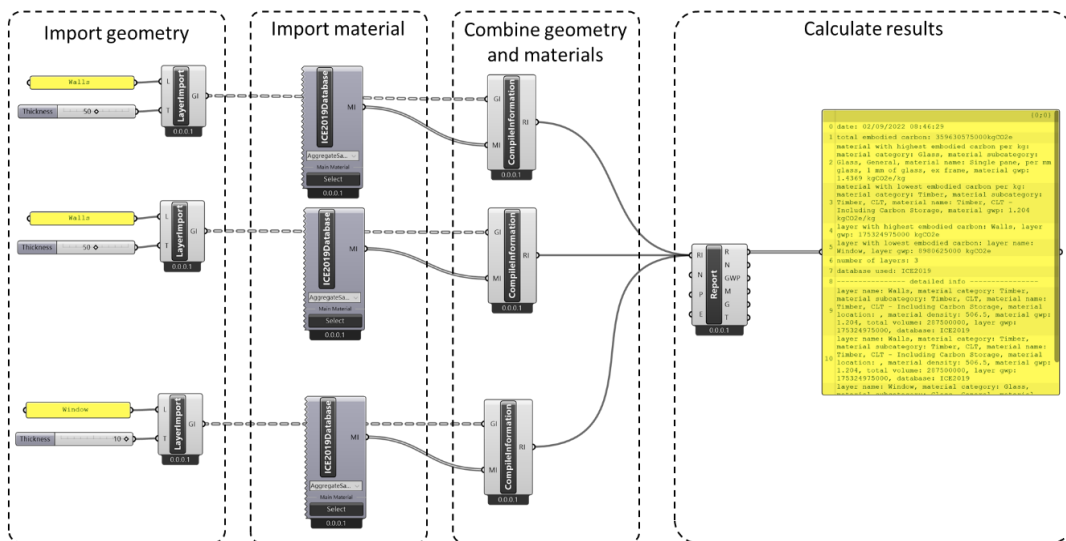 Import geometry
Import material
Combine geometry
and materials
Calculate results
Walls
Thickness
50
L
T
LayerImport
GI
0.0.0.1
ICE2019Database
MI
AggregateSa...
Main Material
Select
0.0.0.1
GI
MI
CompileInformation
RI
0.0.0.1
Walls
Thickness
50
L
T
LayerImport
GI
0.0.0.1
ICE2019Database
MI
AggregateSa...
Main Material
Select
0.0.0.1
GI
MI
CompileInformation
RI
0.0.0.1
Window
Thickness
10
L
T
LayerImport
GI
0.0.0.1
ICE2019Database
MI
AggregateSa...
Main Material
Select
0.0.0.1
GI
MI
CompileInformation
RI
0.0.0.1
RI
N
P
E
Report
R
N
GWP
M
G
T
0.0.0.1
{0;0}
0 date: 02/09/2022 08:46:29
1 total embodied carbon: 359630575000kgCO2e
material with highest embodied carbon per kg:
material category: Glass, material subcategory:
2 Glass, General, material name: Single pane, per mm
glass, 1 mm of glass, ex frame, material gwp:
1.4369 kgCO2e/kg
material with lowest embodied carbon per kg:
material category: Timber, material subcategory:
3 Timber, CLT, material name: Timber, CLT -
Including Carbon Storage, material gwp: 1.204
kgCO2e/kg
4 layer with highest embodied carbon: Walls, layer
gwp: 175324975000 kgCO2e
5 layer with lowest embodied carbon: layer name:
Window, layer gwp: 8980625000 kgCO2e
6 number of layers: 3
7 database used: ICE2019
8 --------------- detailed info --------------
layer name: Walls, material category: Timber,
material subcategory: Timber, CLT, material name:
9 Timber, CLT - Including Carbon Storage, material
location: , material density: 506.5, material gwp:
1.204, total volume: 287500000, layer gwp:
175324975000, database: ICE2019
layer name: Walls, material category: Timber,
material subcategory: Timber, CLT, material name:
10 Timber, CLT - Including Carbon Storage, material
location: , material density: 506.5, material gwp:
1.204, total volume: 287500000, layer gwp:
175324975000, database: ICE2019
layer name: Window, material category: Glass,